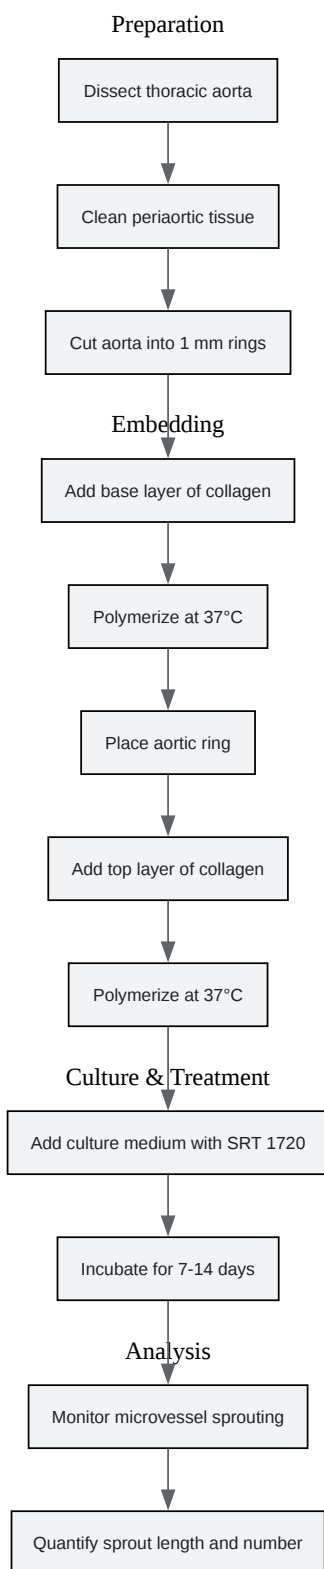 Preparation
Dissect thoracic aorta
Clean periaortic tissue
Cut aorta into 1 mm rings
Embedding
Add base layer of collagen
Polymerize at 37°C
Place aortic ring
Add top layer of collagen
Polymerize at 37°C
Culture & Treatment
Add culture medium with SRT 1720
Incubate for 7-14 days
Analysis
Monitor microvessel sprouting
Quantify sprout length and number